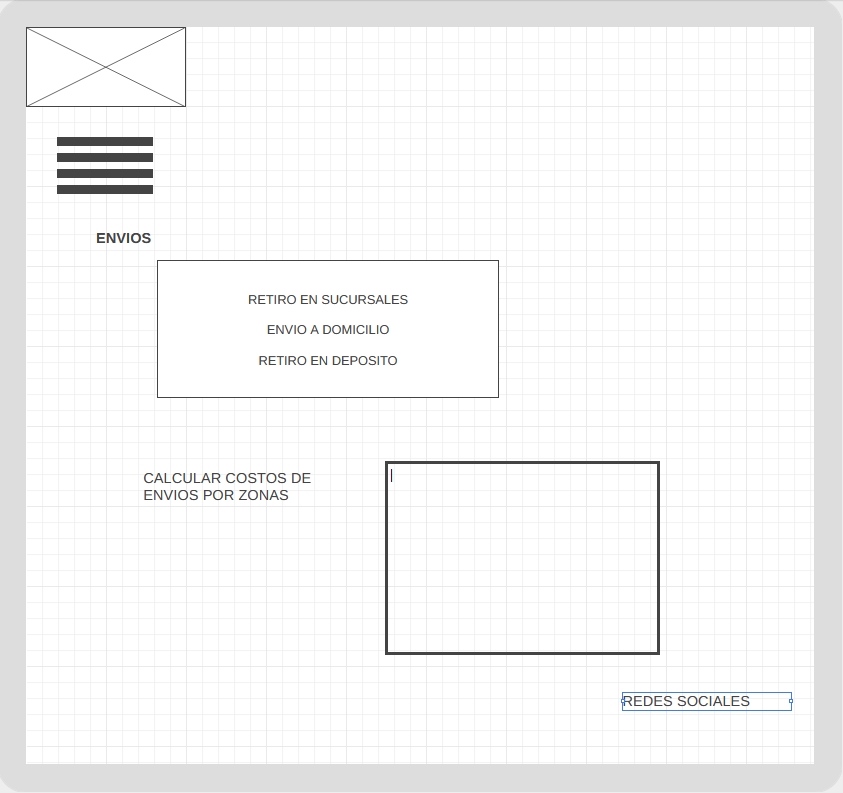 ENVIOS
RETIRO EN SUCURSALES
ENVIO A DOMICILIO
RETIRO EN DEPOSITO
CALCULAR COSTOS DE
ENVIOS POR ZONAS
REDES SOCIALES